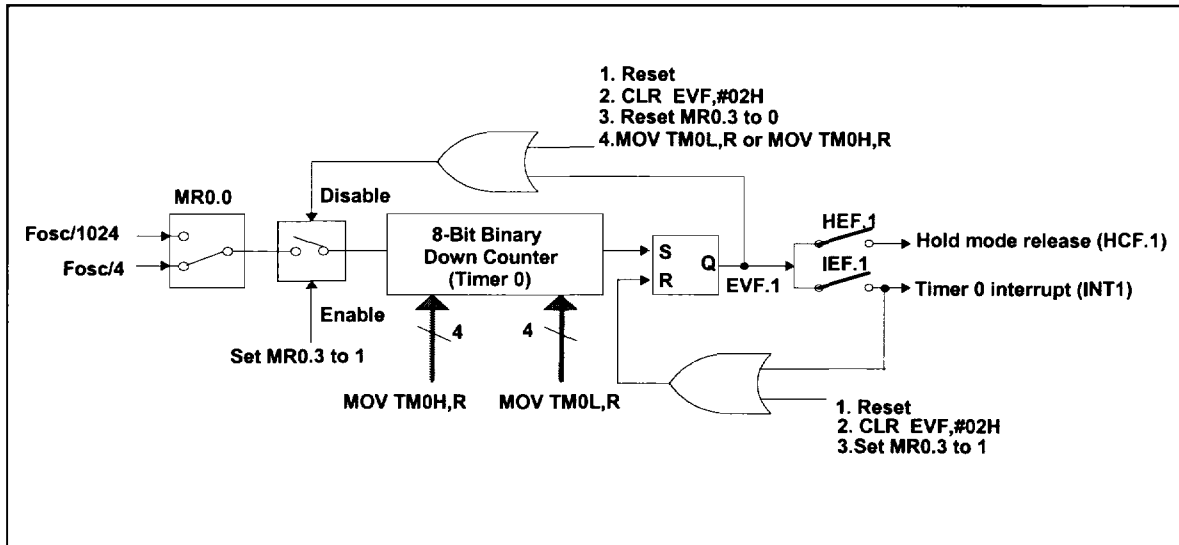 1. Reset
2. CLR EVF,#02H
3. Reset MR0.3 to 0
4.MOV TM0L,R or MOV TM0H,R
MR0.0
Disable
Fosc/1024
Fosc/4
8-Bit Binary
Down Counter
(Timer 0)
S
Q
R
EVF.1
HEF.1
Hold mode release (HCF.1)
IEF.1
Timer 0 interrupt (INT1)
Enable
Set MR0.3 to 1
4
4
MOV TM0H,R
MOV TM0L,R
1. Reset
2. CLR EVF,#02H
3.Set MR0.3 to 1